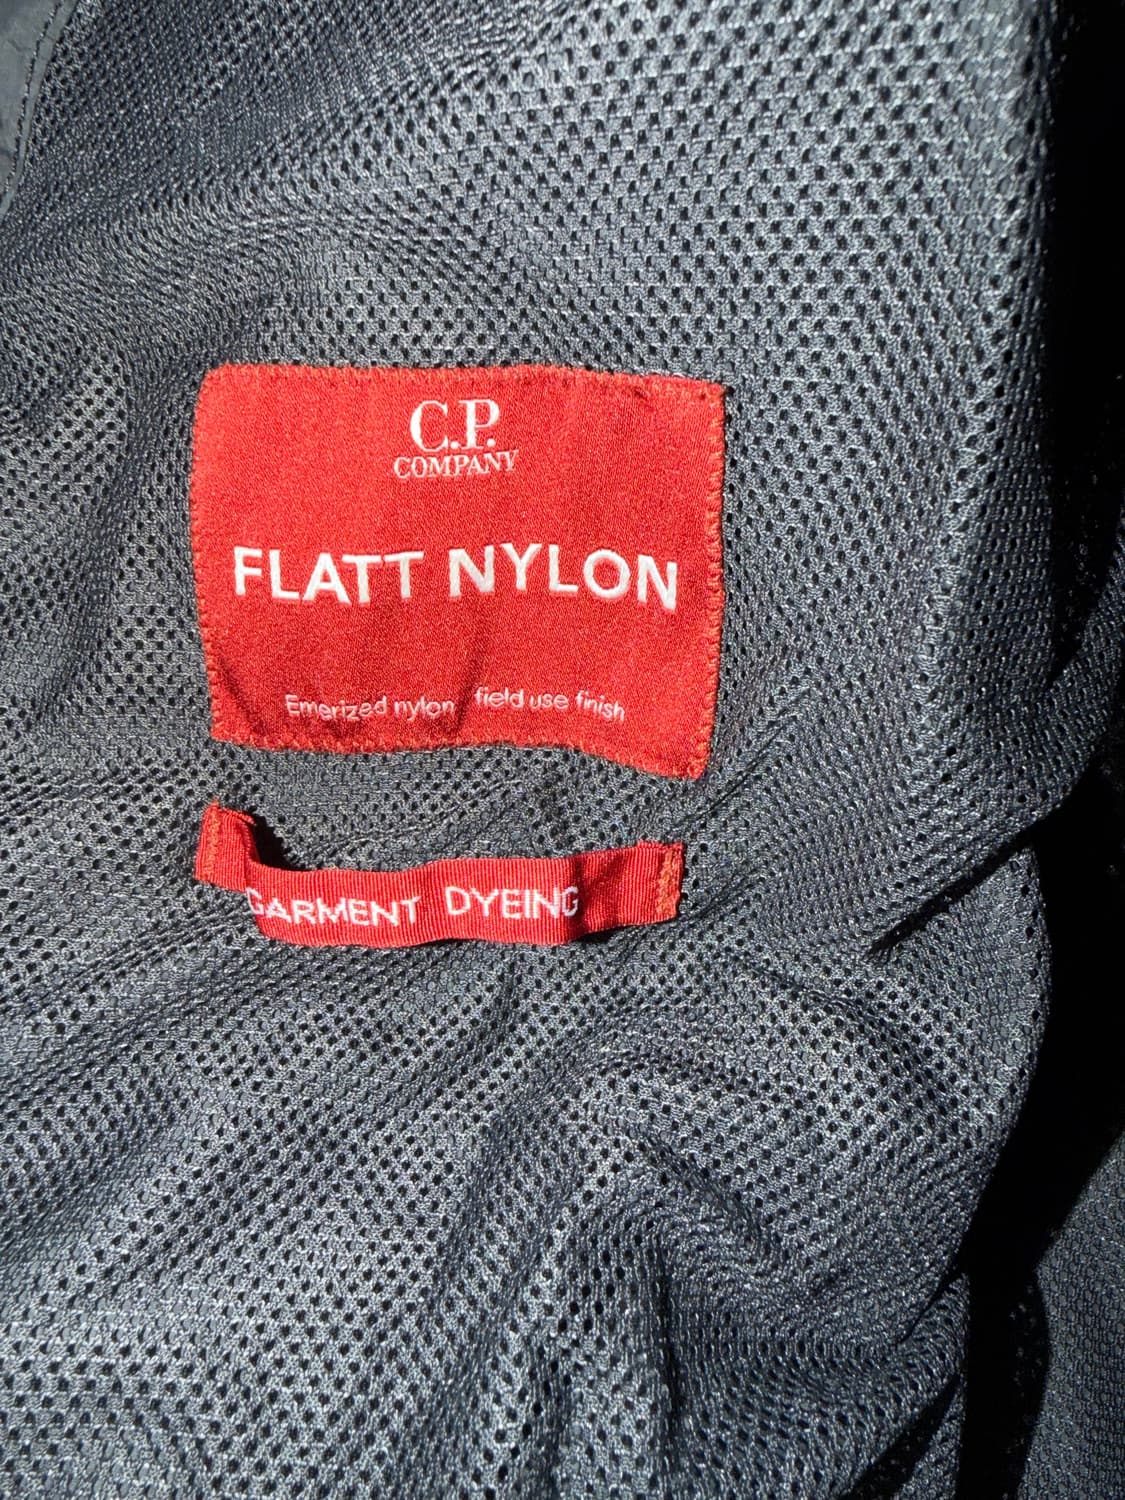 C.P.
COMPANY
FLATT NYLON
Emerized nylon field use finish
GARMENT DYEING